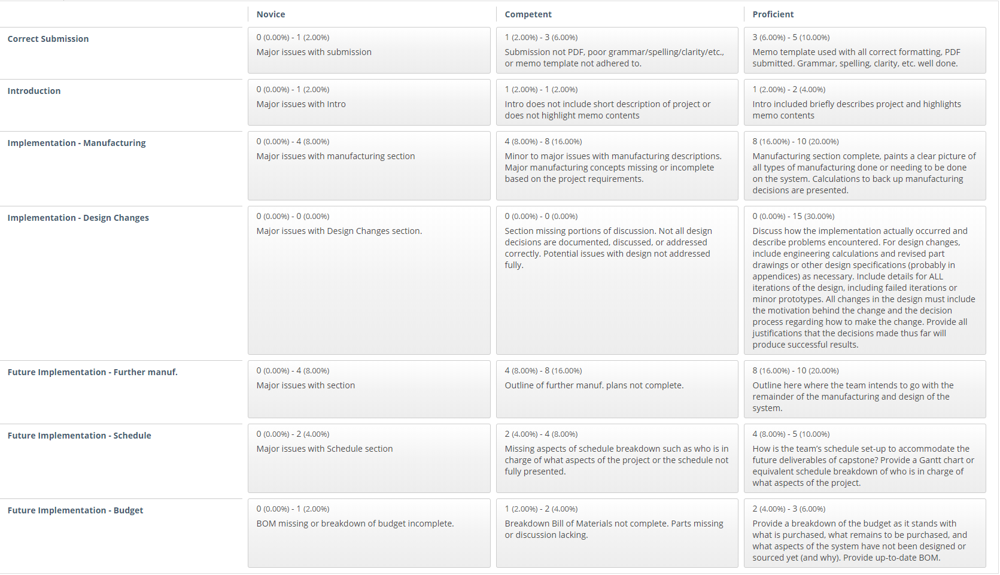 Novice
Competent
Proficient
Correct Submission
0 (0.00%) - 1 (2.00%)
Major issues with submission
1 (2.00%) - 3 (6.00%)
Submission not PDF, poor grammar/spelling/clarity/etc.,
or memo template not adhered to.
3 (6.00%) - 5 (10.00%)
Memo template used with all correct formatting, PDF
submitted. Grammar, spelling, clarity, etc. well done.
Introduction
0 (0.00%) - 1 (2.00%)
Major issues with Intro
1 (2.00%) - 1 (2.00%)
Intro does not include short description of project or
does not highlight memo contents
1 (2.00%) - 2 (4.00%)
Intro included briefly describes project and highlights
memo contents
Implementation - Manufacturing
0 (0.00%) - 4 (8.00%)
Major issues with manufacturing section
4 (8.00%) - 8 (16.00%)
Minor to major issues with manufacturing descriptions.
Major manufacturing concepts missing or incomplete
based on the project requirements.
8 (16.00%) - 10 (20.00%)
Manufacturing section complete, paints a clear picture of
all types of manufacturing done or needing to be done
on the system. Calculations to back up manufacturing
decisions are presented.
Implementation - Design Changes
0 (0.00%) - 0 (0.00%)
Major issues with Design Changes section.
0 (0.00%) - 0 (0.00%)
Section missing portions of discussion. Not all design
decisions are documented, discussed, or addressed
correctly. Potential issues with design not addressed
fully.
0 (0.00%) - 15 (30.00%)
Discuss how the implementation actually occurred and
describe problems encountered. For design changes,
include engineering calculations and revised part
drawings or other design specifications (probably in
appendices) as necessary. Include details for ALL
iterations of the design, including failed iterations or
minor prototypes. All changes in the design must include
the motivation behind the change and the decision
process regarding how to make the change. Provide all
justifications that the decisions made thus far will
produce successful results.
Future Implementation - Further manuf.
0 (0.00%) - 4 (8.00%)
Major issues with section
4 (8.00%) - 8 (16.00%)
Outline of further manuf. plans not complete.
8 (16.00%) - 10 (20.00%)
Outline here where the team intends to go with the
remainder of the manufacturing and design of the
system.
Future Implementation - Schedule
0 (0.00%) - 2 (4.00%)
Major issues with Schedule section
2 (4.00%) - 4 (8.00%)
Missing aspects of schedule breakdown such as who is in
charge of what aspects of the project or the schedule not
fully presented.
4 (8.00%) - 5 (10.00%)
How is the team’s schedule set-up to accommodate the
future deliverables of capstone? Provide a Gantt chart or
equivalent schedule breakdown of who is in charge of
what aspects of the project.
Future Implementation - Budget
0 (0.00%) - 1 (2.00%)
BOM missing or breakdown of budget incomplete.
1 (2.00%) - 2 (4.00%)
Breakdown Bill of Materials not complete. Parts missing
or discussion lacking.
2 (4.00%) - 3 (6.00%)
Provide a breakdown of the budget as it stands with
what is purchased, what remains to be purchased, and
what aspects of the system have not been designed or
sourced yet (and why). Provide up-to-date BOM.